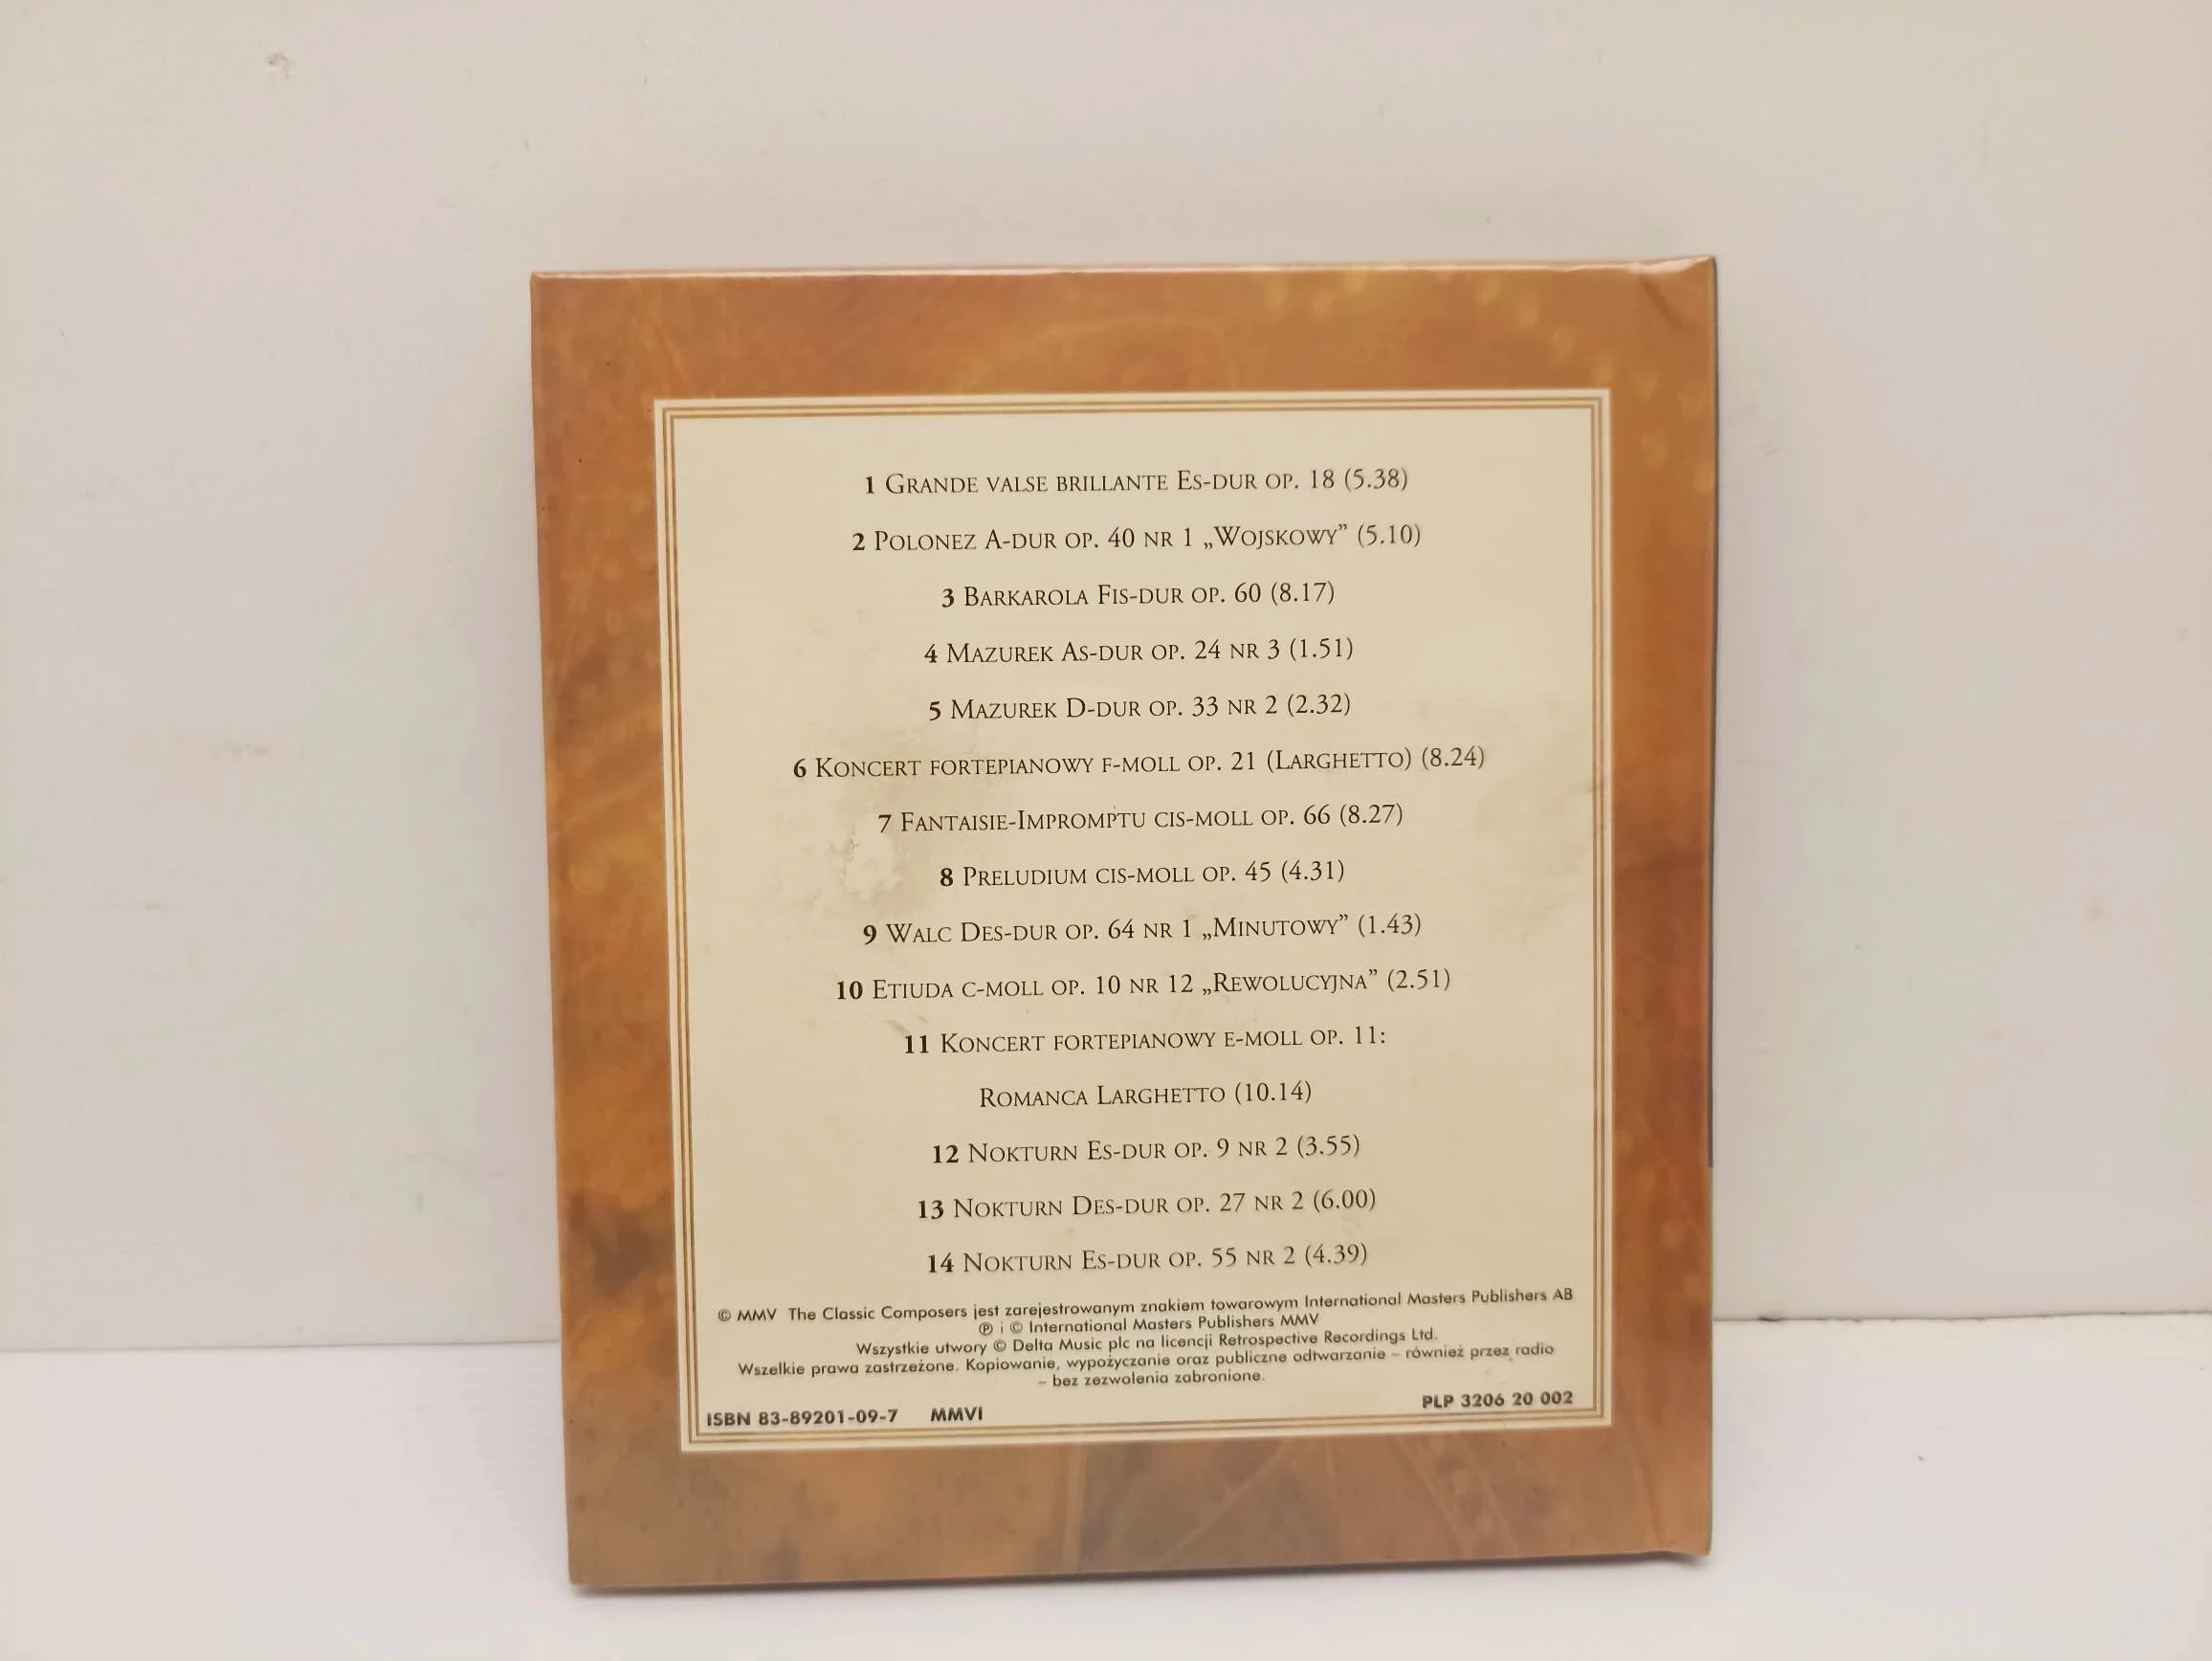 1 Grande valse brillante Es-dur op. 18 (5.38)
2 Polonez A-dur op. 40 nr 1 „Wojskowy” (5.10)
3 Barkarola Fis-dur op. 60 (8.17)
4 Mazurek As-dur op. 24 nr 3 (1.51)
5 Mazurek D-dur op. 33 nr 2 (2.32)
6 Koncert fortepianowy f-moll op. 21 (Larghetto) (8.24)
7 Fantaisie-Impromptu cis-moll op. 66 (8.27)
8 Preludium cis-moll op. 45 (4.31)
9 Walc Des-dur op. 64 nr 1 „Minutowy” (1.43)
10 Etiuda c-moll op. 10 nr 12 „Rewolucyjna” (2.51)
11 Koncert fortepianowy e-moll op. 11:
Romanca Larghetto (10.14)
12 Nokturn Es-dur op. 9 nr 2 (3.55)
13 Nokturn Des-dur op. 27 nr 2 (6.00)
14 Nokturn Es-dur op. 55 nr 2 (4.39)
© MMV The Classic Composers jest zarejestrowanym znakiem towarowym International Masters Publishers AB
℗ i © International Masters Publishers MMV
Wszystkie utwory © Delta Music plc na licencji Retrospective Recordings Ltd.
Wszelkie prawa zastrzeżone. Kopiowanie, wypożyczanie oraz publiczne odtwarzanie – również przez radio
– bez zezwolenia zabronione.
ISBN 83-89201-09-7 MMVI PLP 3206 20 002